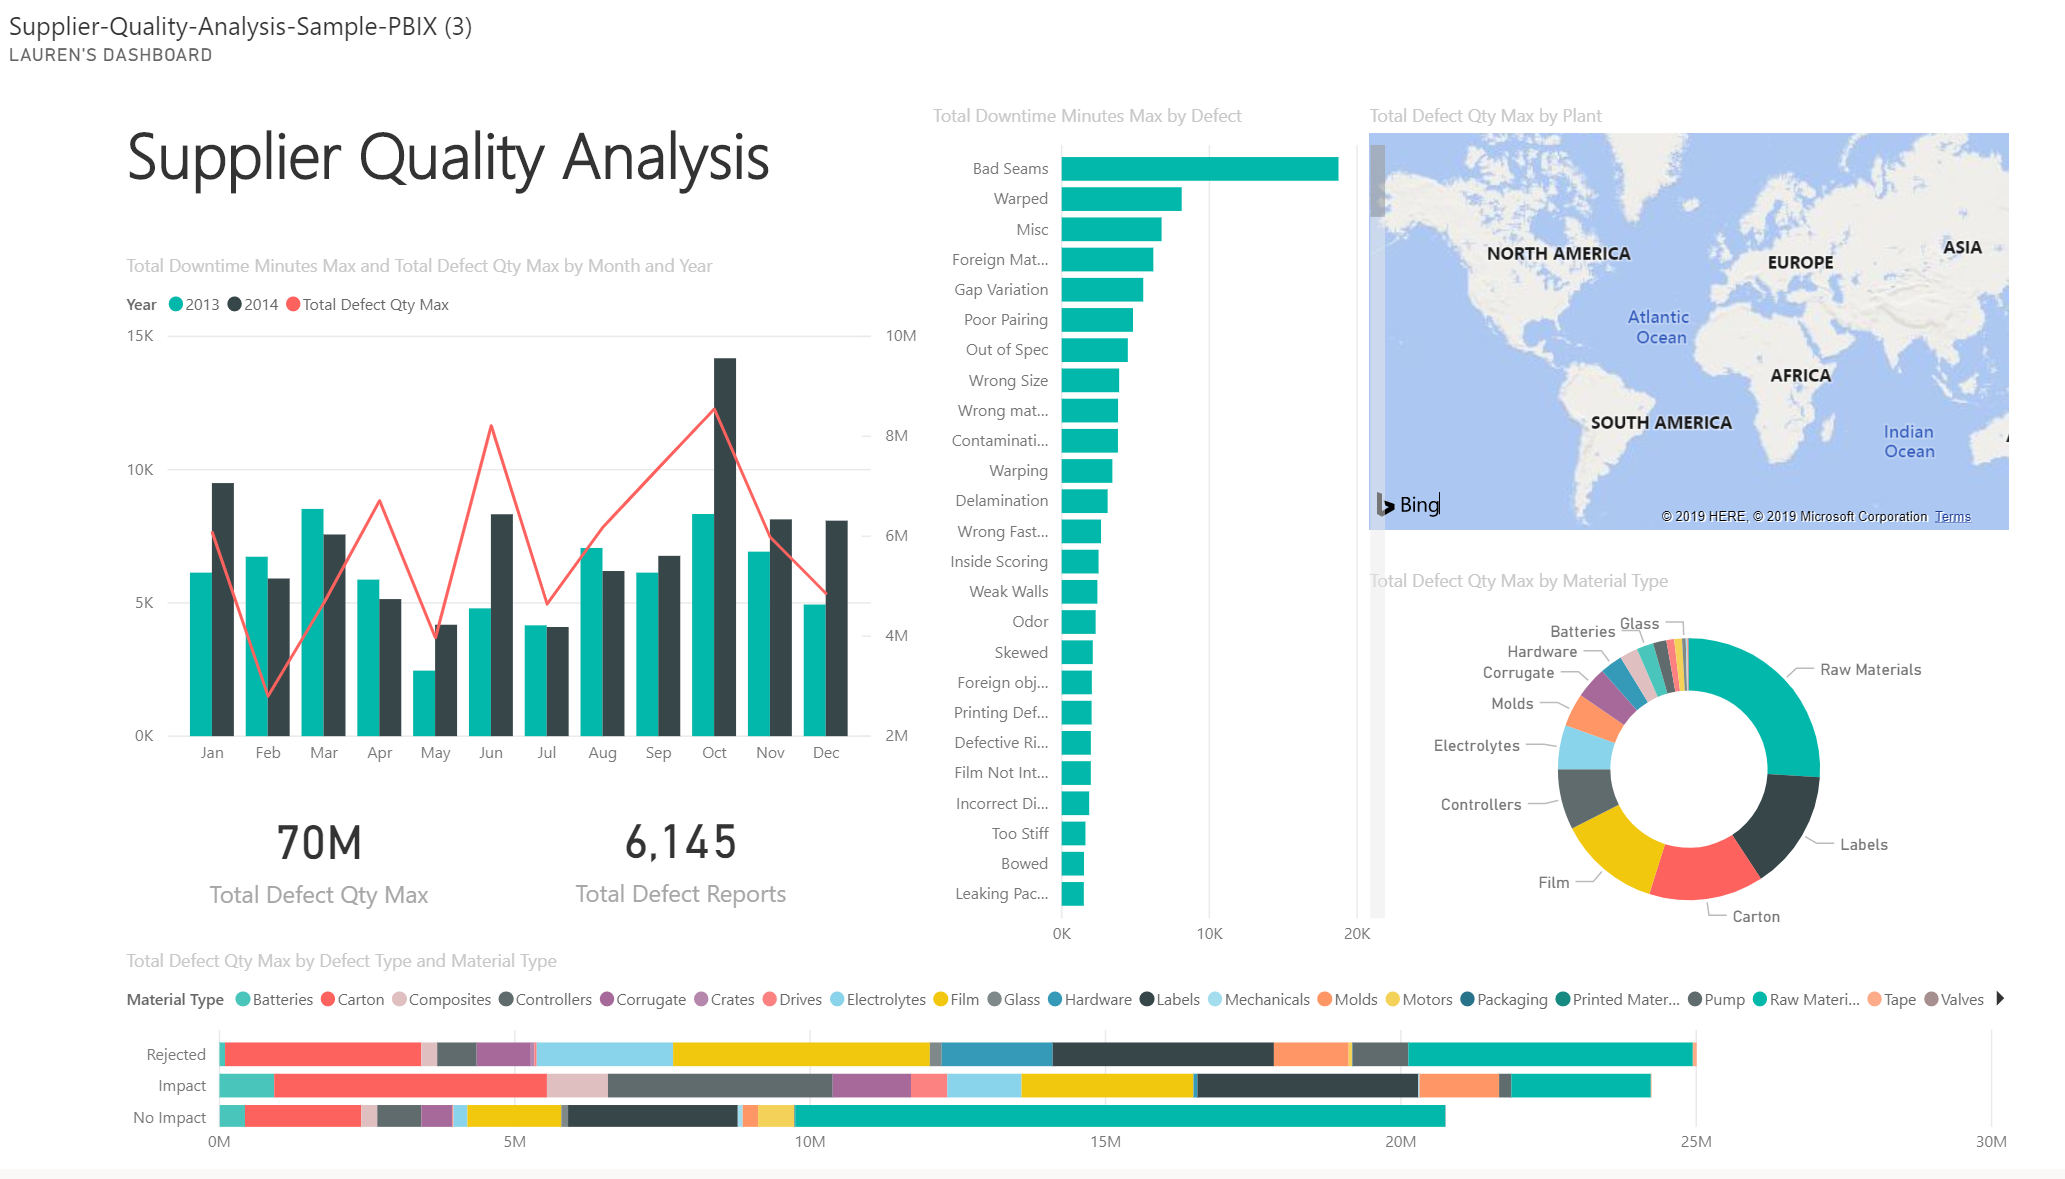 Supplier-Quality-Analysis-Sample-PBIX (3)
LAUREN'S DASHBOARD
Supplier Quality Analysis
Total Downtime Minutes Max and Total Defect Qty Max by Month and Year
Year 2013 2014 Total Defect Qty Max
15K
10K
5K
0K
10M
8M
6M
4M
2M
Jan Feb Mar Apr May Jun Jul Aug Sep Oct Nov Dec
70M
Total Defect Qty Max
6,145
Total Defect Reports
Total Downtime Minutes Max by Defect
Bad Seams
Warped
Misc
Foreign Mat...
Gap Variation
Poor Pairing
Out of Spec
Wrong Size
Wrong mat...
Contaminati...
Warping
Delamination
Wrong Fast...
Inside Scoring
Weak Walls
Odor
Skewed
Foreign obj...
Printing Def...
Defective Ri...
Film Not Int...
Incorrect Di...
Too Stiff
Bowed
Leaking Pac...
0K 10K 20K
Total Defect Qty Max by Plant
NORTH AMERICA
EUROPE
ASIA
Atlantic
Ocean
AFRICA
SOUTH AMERICA
Indian
Ocean
Bing
© 2019 HERE, © 2019 Microsoft Corporation Terms
Total Defect Qty Max by Material Type
Glass
Batteries
Hardware
Corrugate
Molds
Electrolytes
Controllers
Film
Carton
Labels
Raw Materials
Total Defect Qty Max by Defect Type and Material Type
Material Type Batteries Carton Composites Controllers Corrugate Crates Drives Electrolytes Film Glass Hardware Labels Mechanicals Molds Motors Packaging Printed Mater... Pump Raw Materi... Tape Valves
Rejected
Impact
No Impact
0M 5M 10M 15M 20M 25M 30M